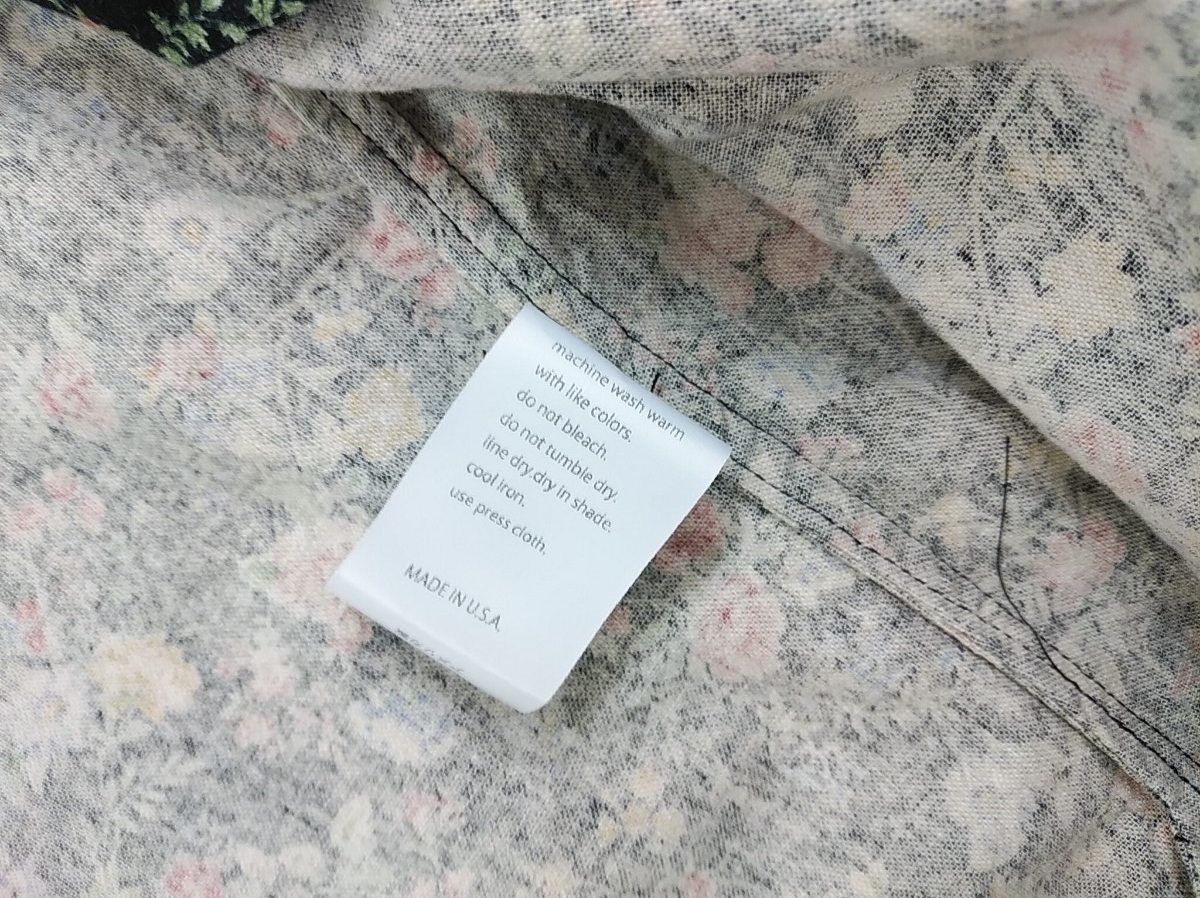 machine wash warm
with like colors.
do not bleach.
do not tumble dry.
line dry.dry in shade.
cool iron.
use press cloth.
MADE IN U.S.A.